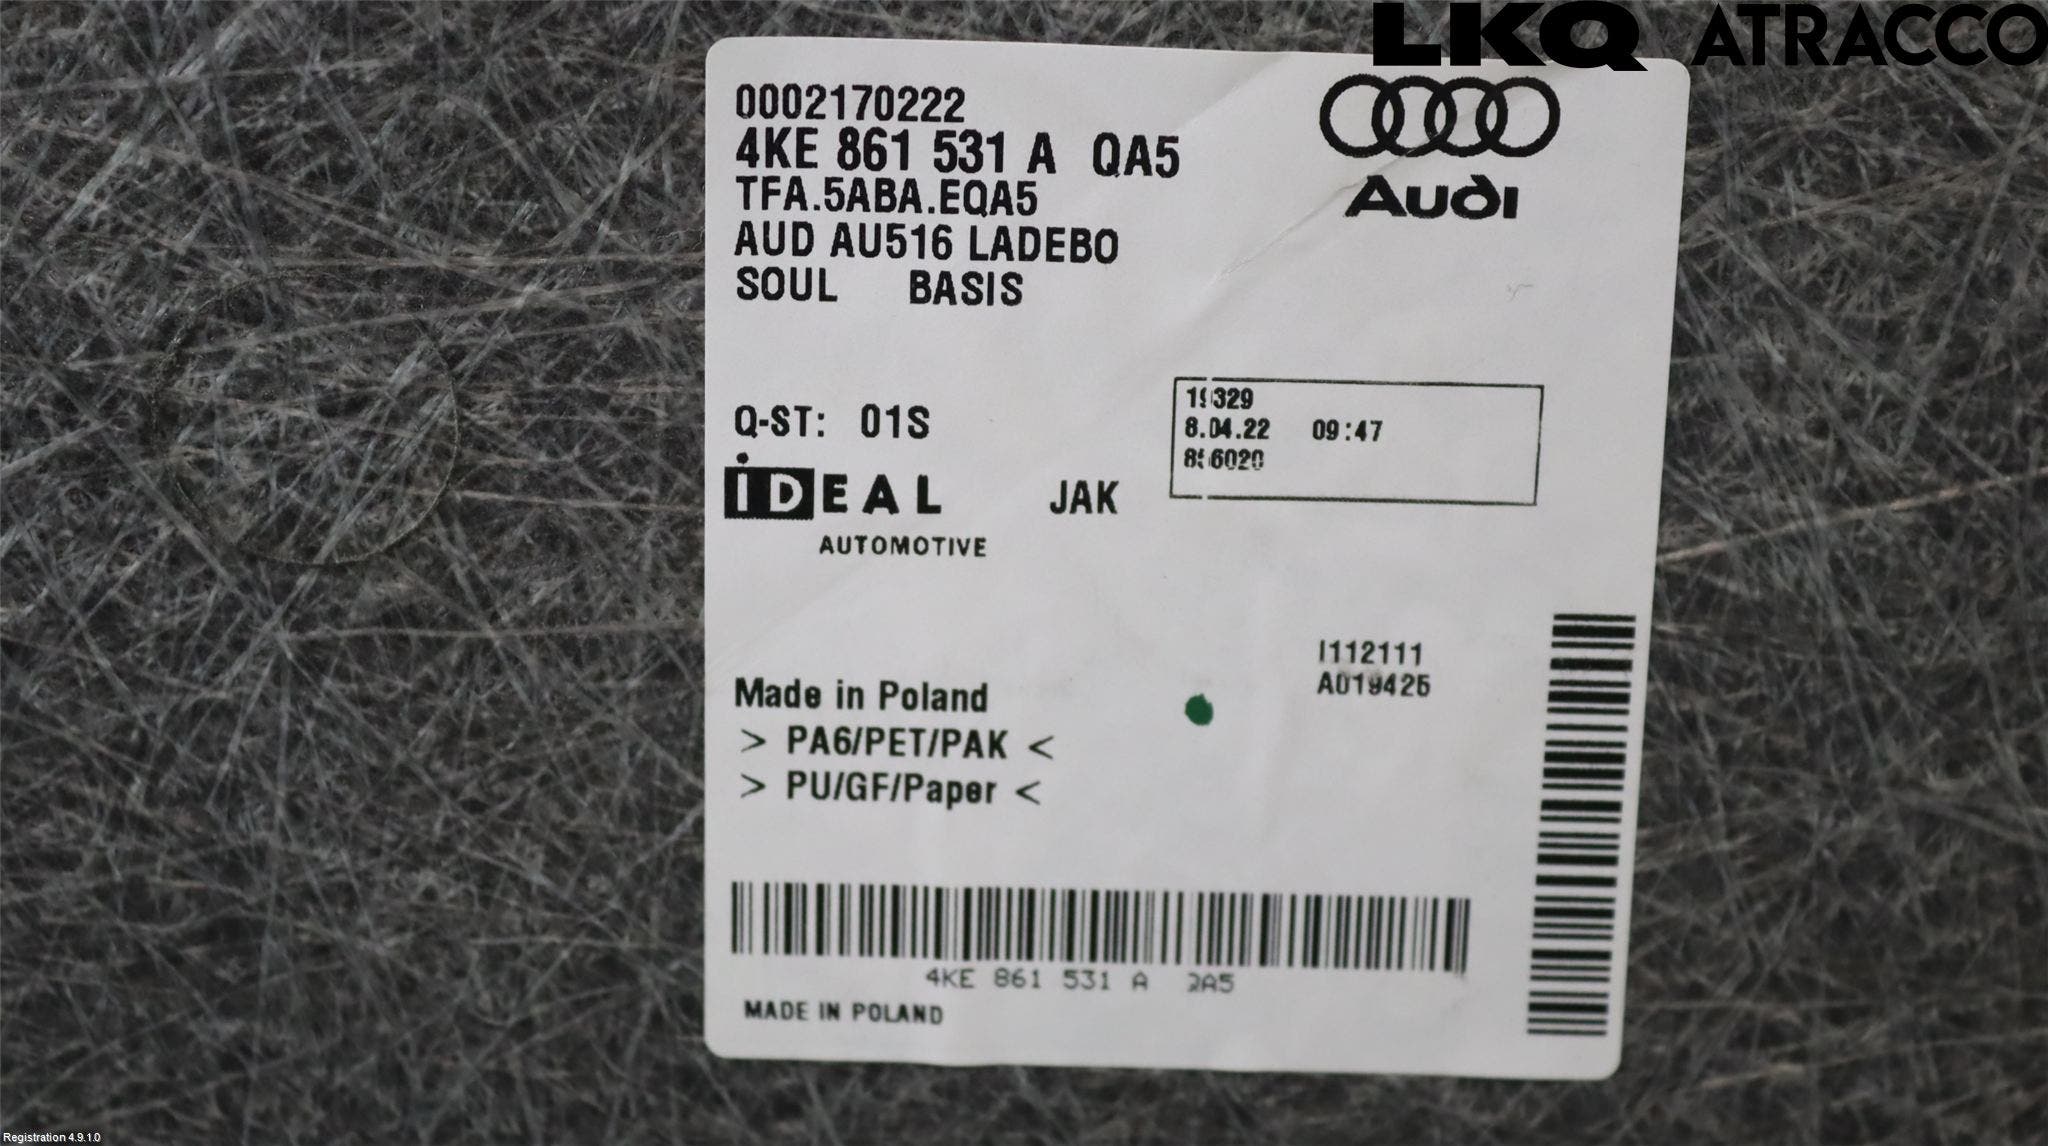 LKQ ATRACCO
0002170222
4KE 861 531 A QA5
TFA.5ABA.EQA5
AUD AU516 LADEBO
SOUL BASIS
Audi
19329
8.04.22 09:47
Q-ST: 01S
iDEAL JAK
AUTOMOTIVE
I112111
A019425
Made in Poland
> PA6/PET/PAK <
> PU/GF/Paper <
4KE 861 531 A QA5
MADE IN POLAND
Registration 4.9.1.0